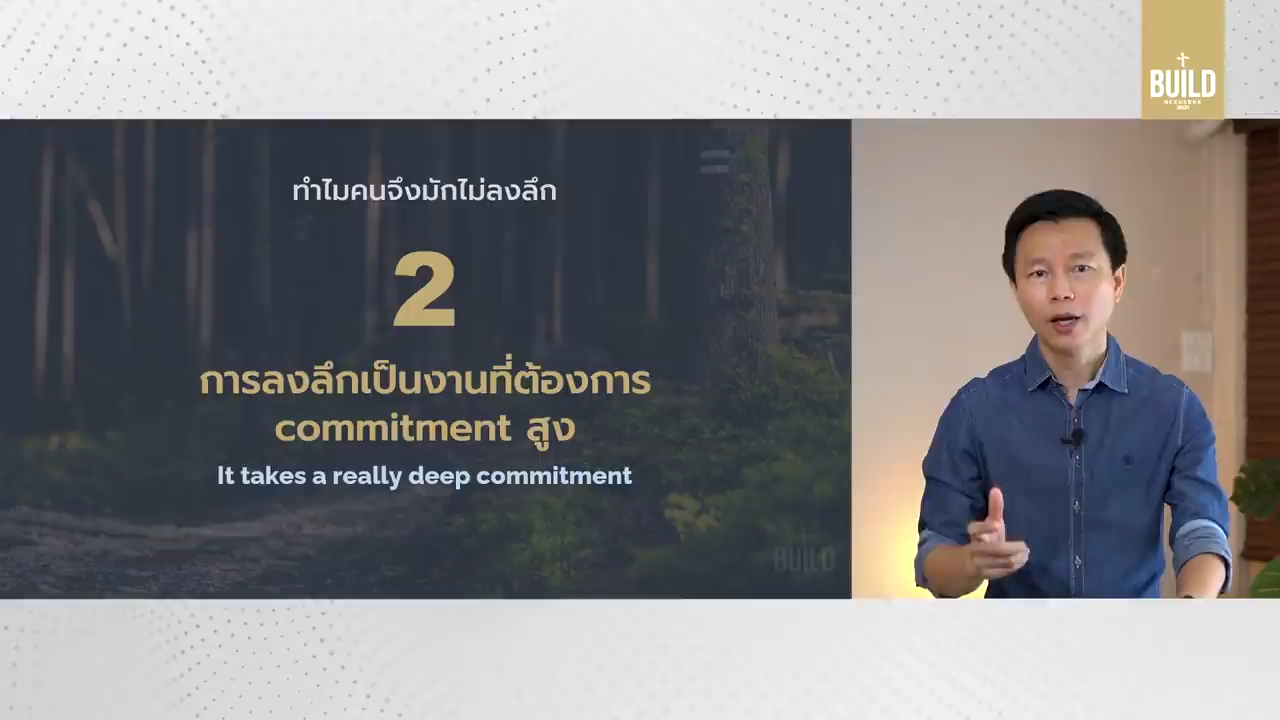 BUILD
NEXUSBKK
2021
ทำไมคนจึงมักไม่ลงลึก
2
การลงลึกเป็นงานที่ต้องการ
commitment สูง
It takes a really deep commitment
BUILD